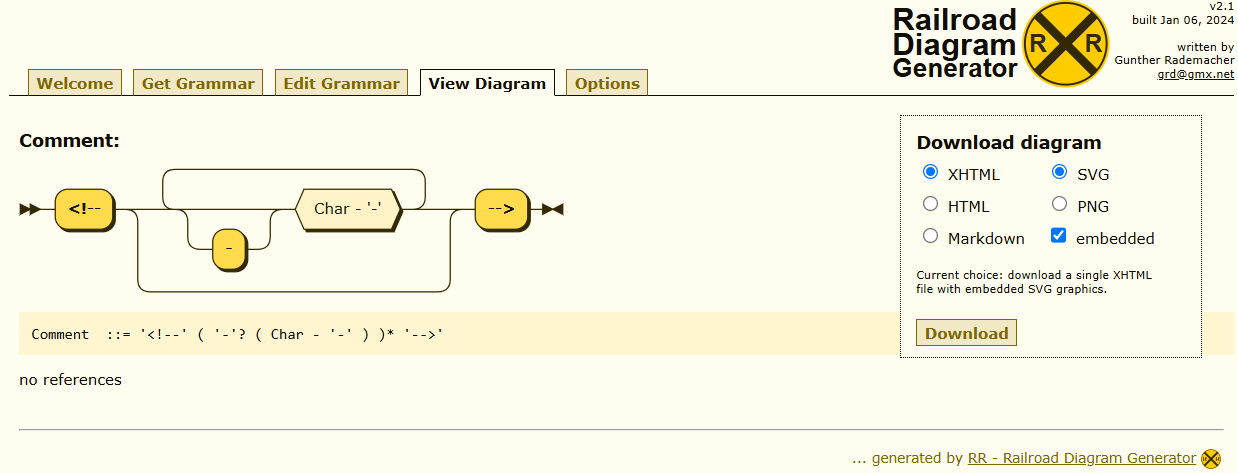 Railroad
Diagram
Generator
R R
v2.1
built Jan 06, 2024
written by
Gunther Rademacher
grd@gmx.net
Welcome
Get Grammar
Edit Grammar
View Diagram
Options
Comment:
<!--
-
Char - '-'
-->
Comment  ::= '<!--' ( '-'? ( Char - '-' ) )* '-->'
no references
Download diagram
XHTML SVG
HTML PNG
Markdown embedded
Current choice: download a single XHTML
file with embedded SVG graphics.
Download
... generated by RR - Railroad Diagram Generator